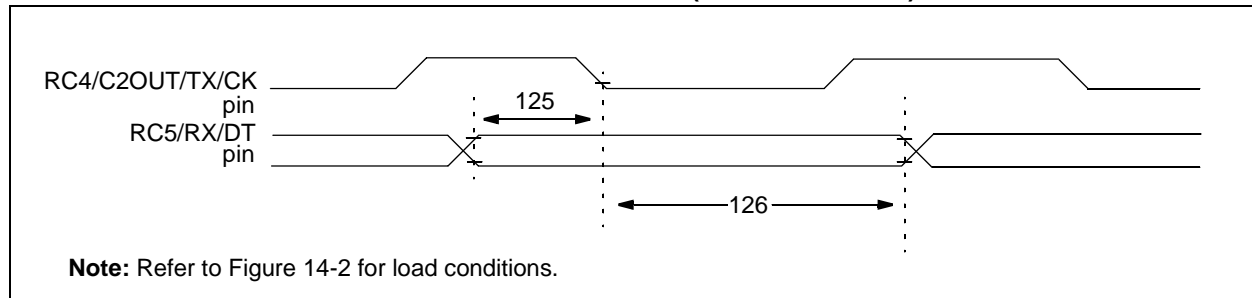 RC4/C2OUT/TX/CK
pin
125
RC5/RX/DT
pin
126
Note: Refer to Figure 14-2 for load conditions.